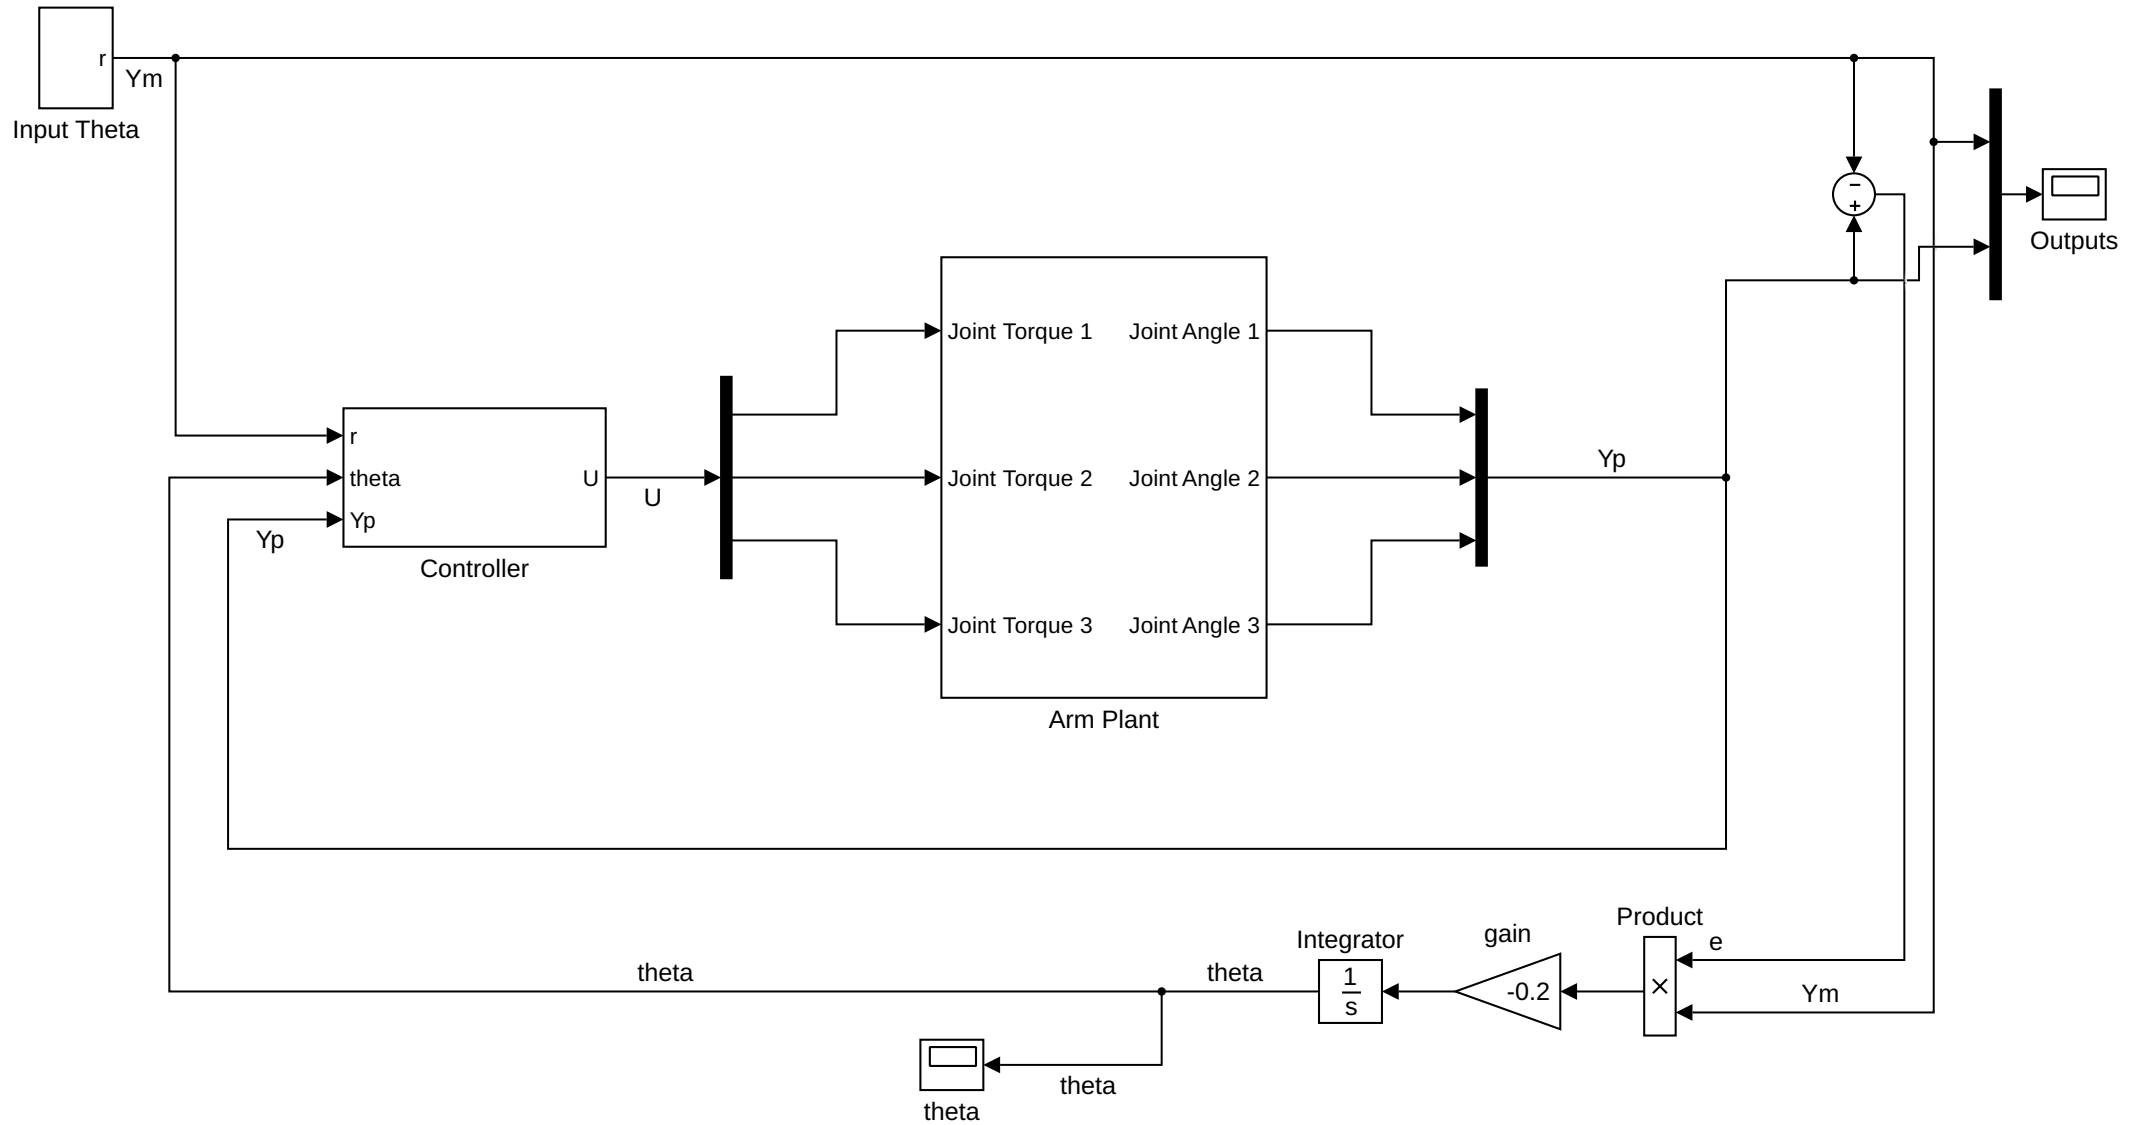 r
Ym
Input Theta
−
+
Outputs
Joint Torque 1
Joint Angle 1
r
theta
Yp
U
Yp
Controller
U
Joint Torque 2
Joint Angle 2
Joint Torque 3
Joint Angle 3
Arm Plant
Yp
Product
e
gain
Integrator
theta
theta
1
s
-0.2
×
Ym
theta
theta